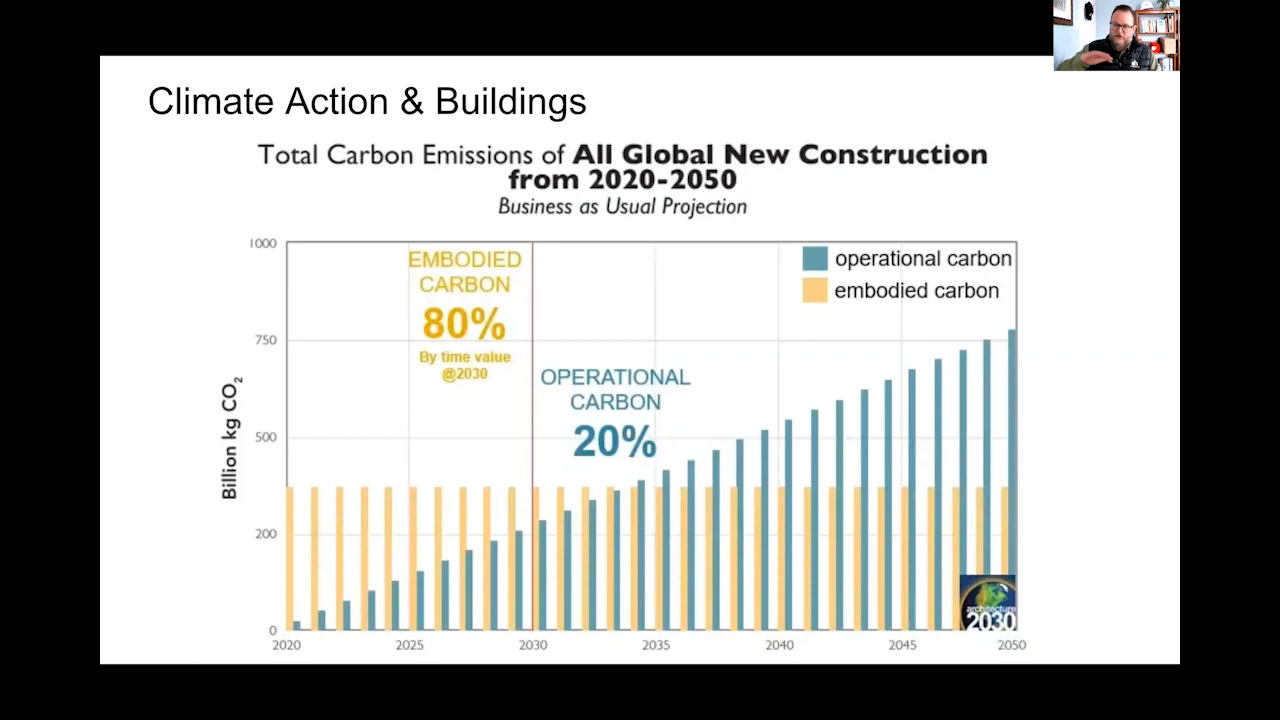 Climate Action & Buildings
Total Carbon Emissions of All Global New Construction
from 2020-2050
Business as Usual Projection
1000
750
500
200
0
Billion kg CO₂
EMBODIED
CARBON
80%
By time value
@2030
OPERATIONAL
CARBON
20%
operational carbon
embodied carbon
architecture
2030
2020
2025
2030
2035
2040
2045
2050